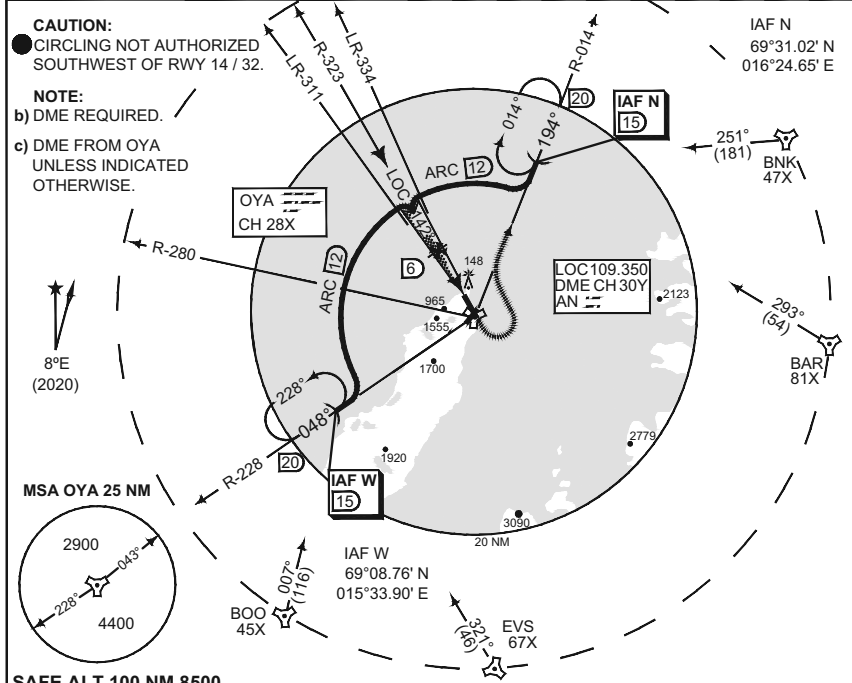 CAUTION:
CIRCLING NOT AUTHORIZED
SOUTHWEST OF RWY 14 / 32.
NOTE:
b) DME REQUIRED.
c) DME FROM OYA
UNLESS INDICATED
OTHERWISE.
LR-311
R-323
LR-334
R-014
IAF N
69°31.02' N
016°24.65' E
20
IAF N
15
014°
194°
251°
(181)
BNK
47X
ARC 12
LOC 142°
OYA
CH 28X
R-280
ARC 12
6
148
965
1555
1700
LOC109.350
DME CH 30Y
AN
2123
293°
(54)
BAR
81X
8°E
(2020)
228°
048°
20
R-228
1920
2779
3090
20 NM
IAF W
15
MSA OYA 25 NM
2900
043°
228°
4400
IAF W
69°08.76' N
015°33.90' E
007°
(116)
BOO
45X
321°
(46)
EVS
67X
SAFE ALT 100 NM 8500